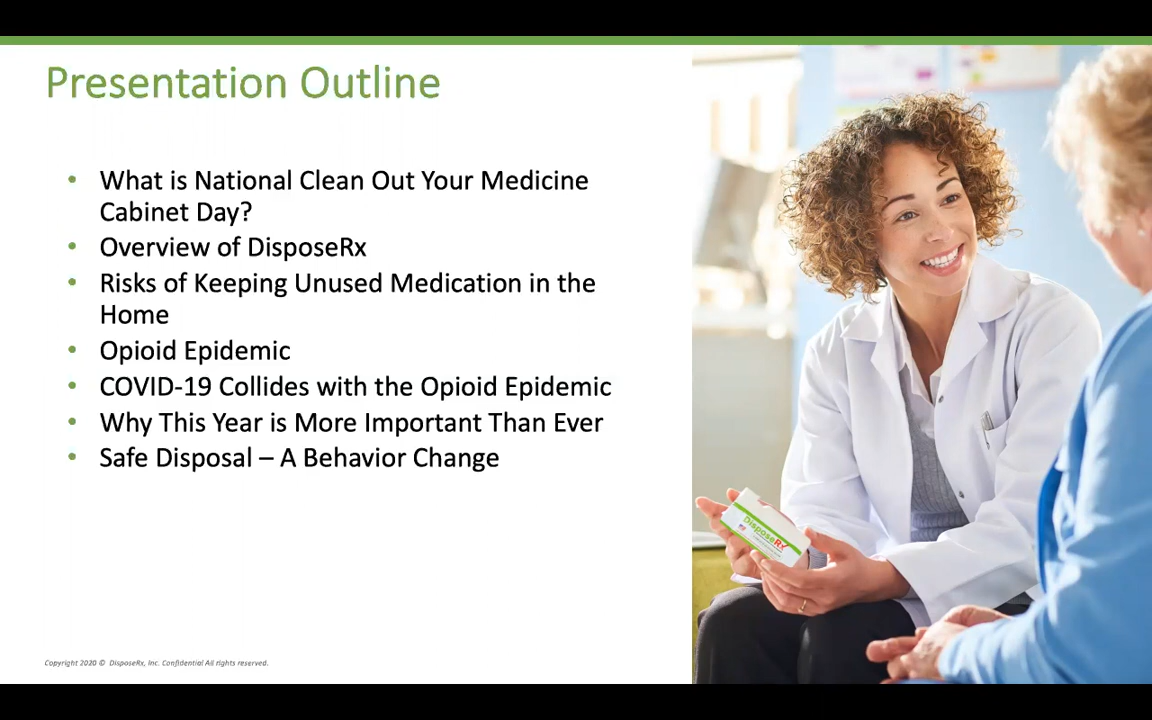 Presentation Outline
• What is National Clean Out Your Medicine
Cabinet Day?
• Overview of DisposeRx
• Risks of Keeping Unused Medication in the
Home
• Opioid Epidemic
• COVID-19 Collides with the Opioid Epidemic
• Why This Year is More Important Than Ever
• Safe Disposal – A Behavior Change
DisposeRx
Copyright 2020 © DisposeRx, Inc. Confidential All rights reserved.